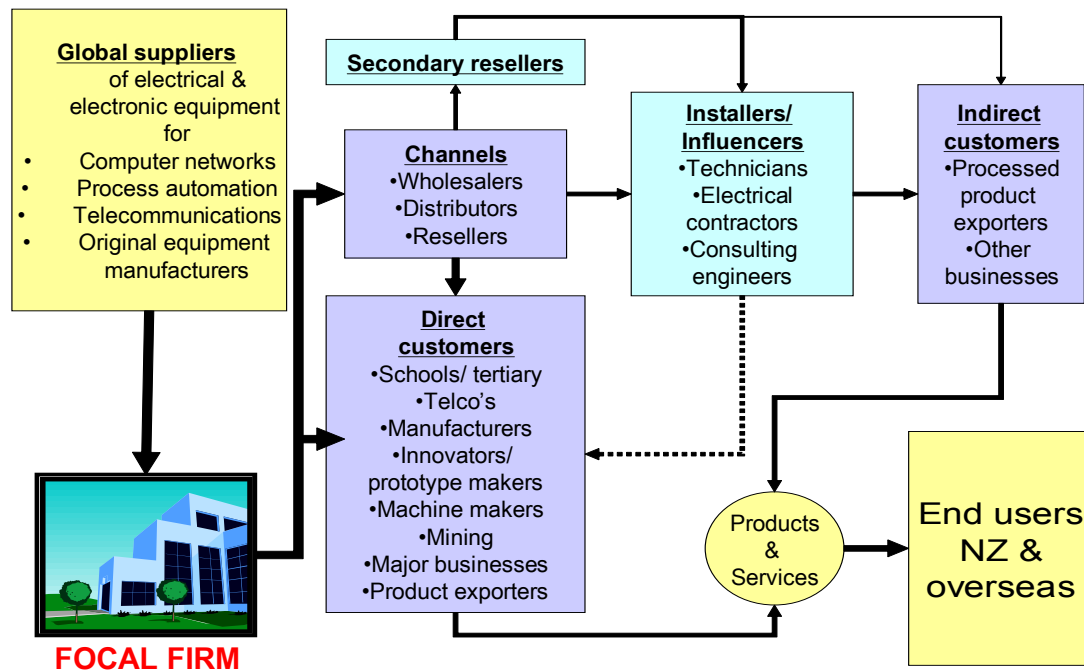 Global suppliers
of electrical &
electronic equipment
for
• Computer networks
• Process automation
• Telecommunications
• Original equipment
manufacturers
FOCAL FIRM
Secondary resellers
Channels
•Wholesalers
•Distributors
•Resellers
Direct
customers
•Schools/ tertiary
•Telco’s
•Manufacturers
•Innovators/
prototype makers
•Machine makers
•Mining
•Major businesses
•Product exporters
Installers/
Influencers
•Technicians
•Electrical
contractors
•Consulting
engineers
Indirect
customers
•Processed
product
exporters
•Other
businesses
Products
&
Services
End users
NZ &
overseas